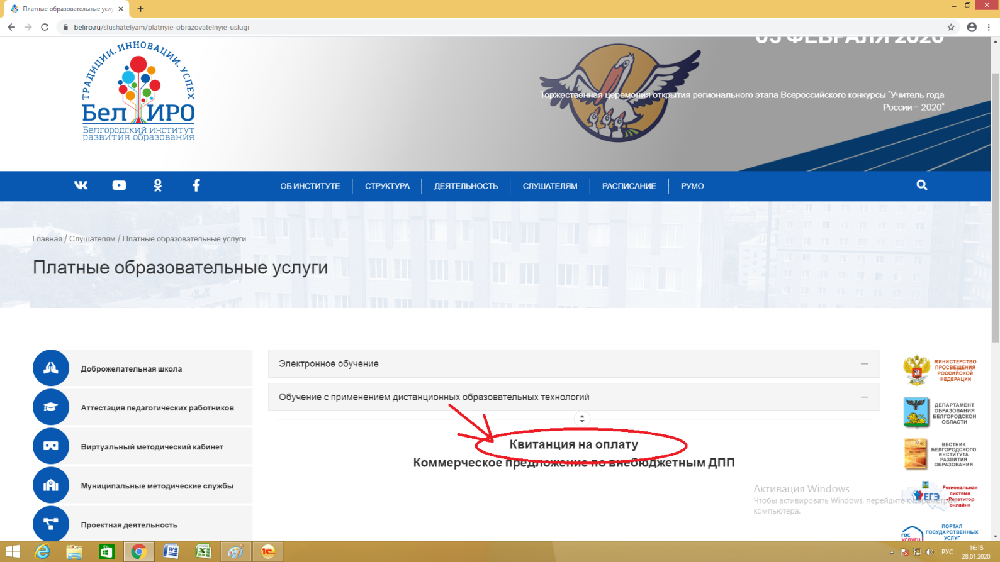 Платные образовательные усл
beliro.ru/slushatelyam/platnyie-obrazovatelnyie-uslugi
ТРАДИЦИИ. ИННОВАЦИИ. УСПЕХ
Бел ИРО
Белгородский институт
развития образования
05 ФЕВРАЛЯ 2020
Торжественная церемония открытия регионального этапа Всероссийского конкурсы "Учитель года
России - 2020"
ОБ ИНСТИТУТЕ
СТРУКТУРА
ДЕЯТЕЛЬНОСТЬ
СЛУШАТЕЛЯМ
РАСПИСАНИЕ
РУМО
Главная / Слушателям / Платные образовательные услуги
Платные образовательные услуги
Доброжелательная школа
Аттестация педагогических работников
Виртуальный методический кабинет
Муниципальные методические службы
Проектная деятельность
Электронное обучение
Обучение с применением дистанционных образовательных технологий
Квитанция на оплату
Коммерческое предложение по внебюджетным ДПП
МИНИСТЕРСТВО
ПРОСВЕЩЕНИЯ
РОССИЙСКОЙ
ФЕДЕРАЦИИ
ДЕПАРТАМЕНТ
ОБРАЗОВАНИЯ
БЕЛГОРОДСКОЙ
ОБЛАСТИ
ВЕСТНИК
БЕЛГОРОДСКОГО
ИНСТИТУТА
РАЗВИТИЯ
ОБРАЗОВАНИЯ
ЕГЭ
Региональная
система
«Репетитор
онлайн»
гос
услуги
ПОРТАЛ
ГОСУДАРСТВЕННЫХ
УСЛУГ
Активация Windows
Чтобы активировать Windows, перейдите к параметрам
компьютера.
РУС
16:15
28.01.2020